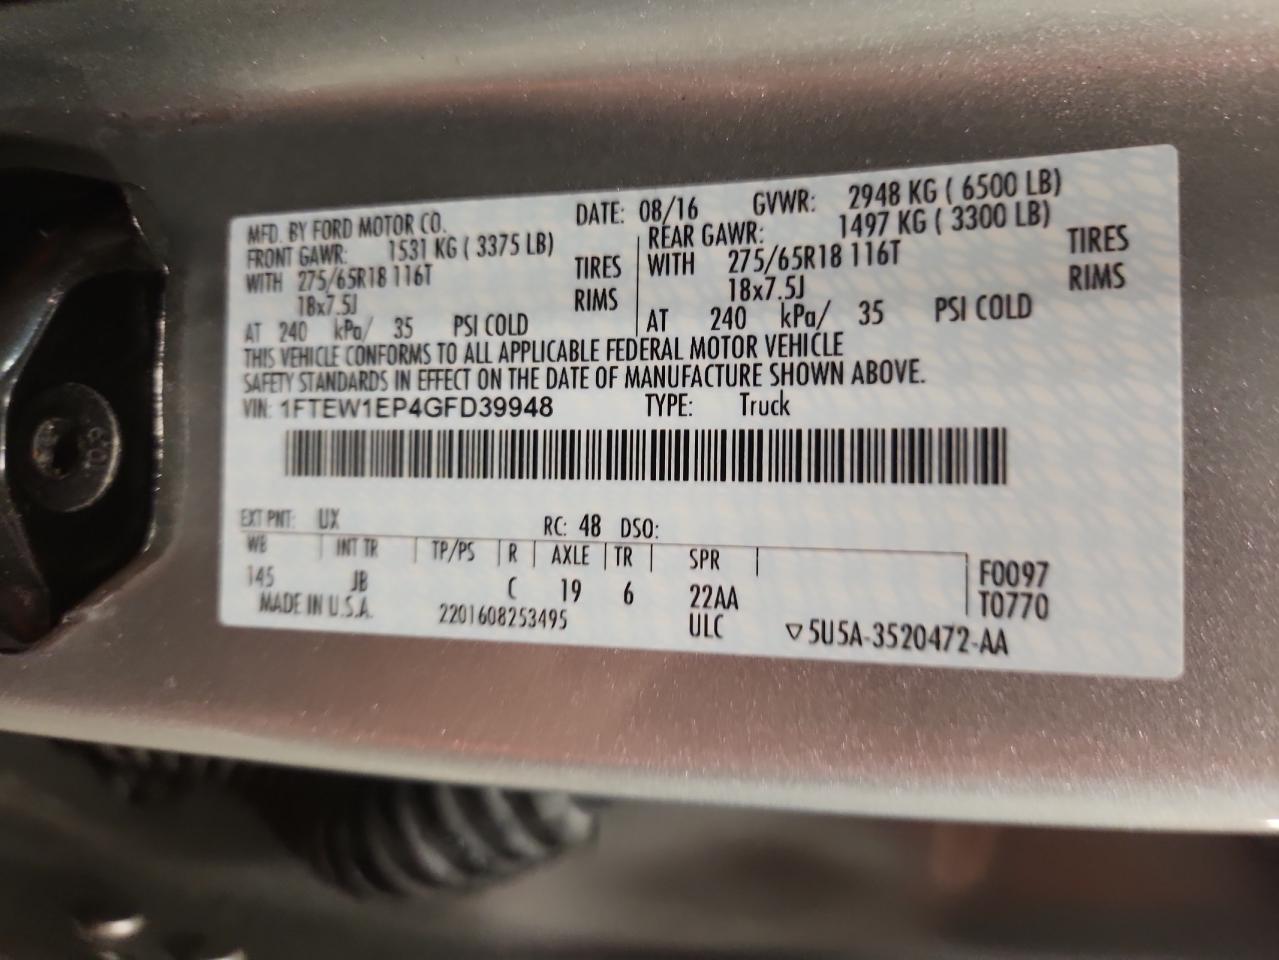 MFD. BY FORD MOTOR CO. DATE: 08/16 GVWR: 2948 KG ( 6500 LB)
FRONT GAWR: 1531 KG ( 3375 LB) REAR GAWR: 1497 KG ( 3300 LB)
WITH 275/65R18 116T TIRES WITH 275/65R18 116T TIRES
18x7.5J RIMS 18x7.5J RIMS
AT 240 kPa/ 35 PSI COLD AT 240 kPa/ 35 PSI COLD
THIS VEHICLE CONFORMS TO ALL APPLICABLE FEDERAL MOTOR VEHICLE
SAFETY STANDARDS IN EFFECT ON THE DATE OF MANUFACTURE SHOWN ABOVE.
VIN: 1FTEW1EP4GFD39948 TYPE: Truck
EXT PNT: UX RC: 48 DSO:
WB INT TR TP/PS R AXLE TR SPR F0097
145 JB C 19 6 22AA T0770
MADE IN U.S.A. 2201608253495 ULC ▽5U5A-3520472-AA